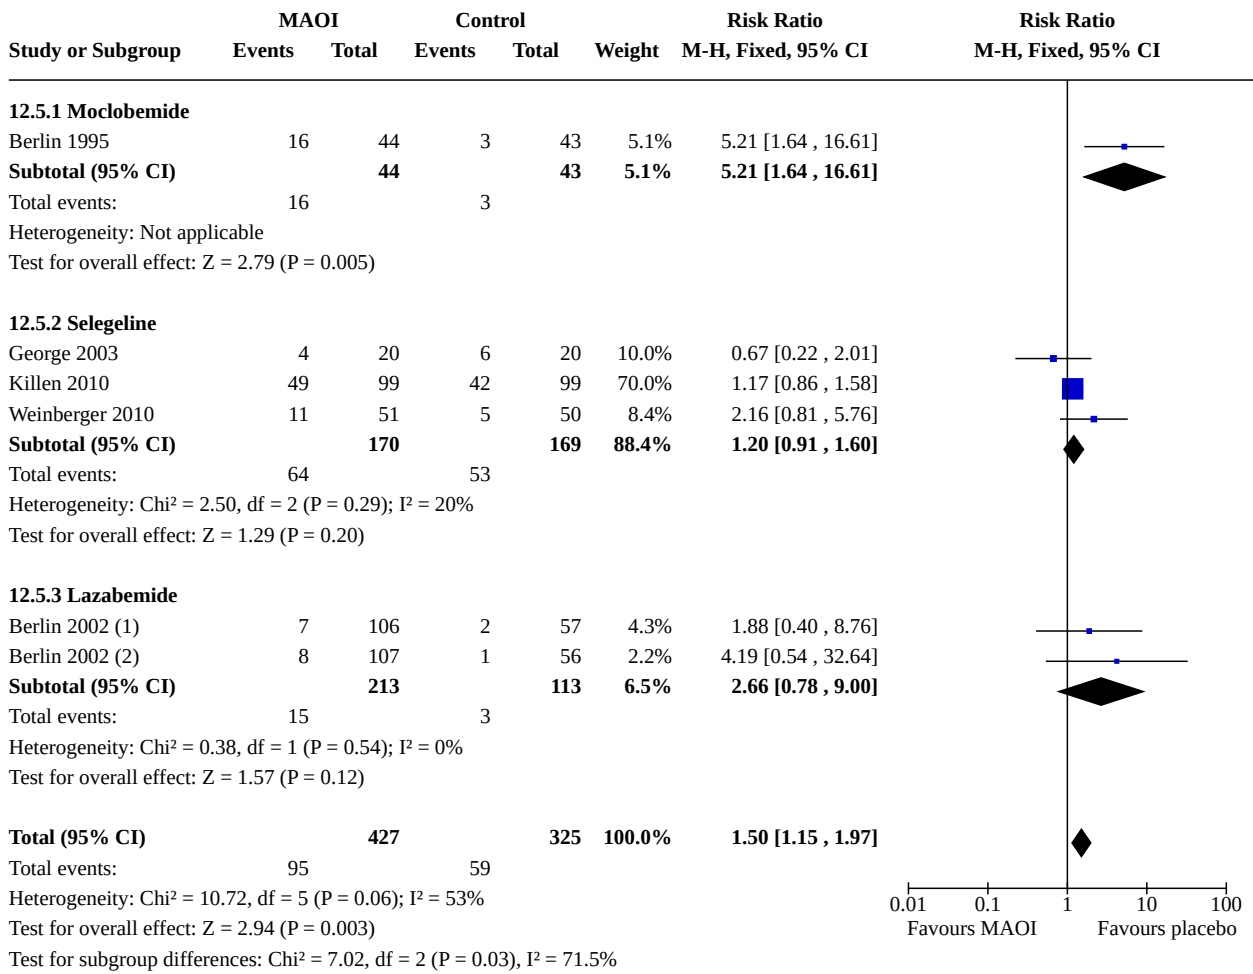 MAOI Control Risk Ratio Risk Ratio
Study or Subgroup Events Total Events Total Weight M-H, Fixed, 95% CI M-H, Fixed, 95% CI
12.5.1 Moclobemide
Berlin 1995 16 44 3 43 5.1% 5.21 [1.64 , 16.61]
Subtotal (95% CI) 44 43 5.1% 5.21 [1.64 , 16.61]
Total events: 16 3
Heterogeneity: Not applicable
Test for overall effect: Z = 2.79 (P = 0.005)
12.5.2 Selegeline
George 2003 4 20 6 20 10.0% 0.67 [0.22 , 2.01]
Killen 2010 49 99 42 99 70.0% 1.17 [0.86 , 1.58]
Weinberger 2010 11 51 5 50 8.4% 2.16 [0.81 , 5.76]
Subtotal (95% CI) 170 169 88.4% 1.20 [0.91 , 1.60]
Total events: 64 53
Heterogeneity: Chi² = 2.50, df = 2 (P = 0.29); I² = 20%
Test for overall effect: Z = 1.29 (P = 0.20)
12.5.3 Lazabemide
Berlin 2002 (1) 7 106 2 57 4.3% 1.88 [0.40 , 8.76]
Berlin 2002 (2) 8 107 1 56 2.2% 4.19 [0.54 , 32.64]
Subtotal (95% CI) 213 113 6.5% 2.66 [0.78 , 9.00]
Total events: 15 3
Heterogeneity: Chi² = 0.38, df = 1 (P = 0.54); I² = 0%
Test for overall effect: Z = 1.57 (P = 0.12)
Total (95% CI) 427 325 100.0% 1.50 [1.15 , 1.97]
Total events: 95 59
Heterogeneity: Chi² = 10.72, df = 5 (P = 0.06); I² = 53%
Test for overall effect: Z = 2.94 (P = 0.003)
Test for subgroup differences: Chi² = 7.02, df = 2 (P = 0.03), I² = 71.5%
0.01 0.1 1 10 100
Favours MAOI Favours placebo